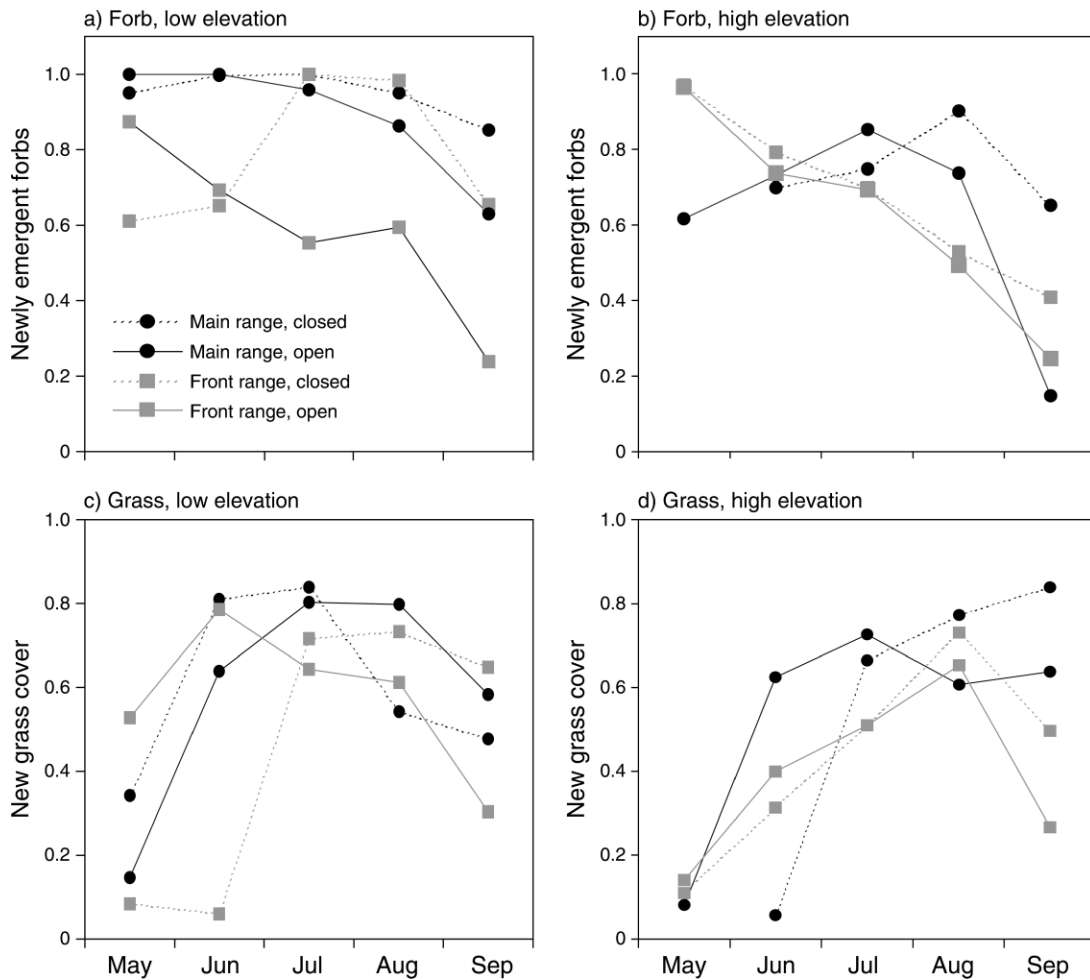 a) Forb, low elevation
b) Forb, high elevation
Newly emergent forbs
1.0
0.8
0.6
0.4
0.2
0
Main range, closed
Main range, open
Front range, closed
Front range, open
Newly emergent forbs
1.0
0.8
0.6
0.4
0.2
0
c) Grass, low elevation
d) Grass, high elevation
New grass cover
1.0
0.8
0.6
0.4
0.2
0
May Jun Jul Aug Sep
New grass cover
1.0
0.8
0.6
0.4
0.2
0
May Jun Jul Aug Sep